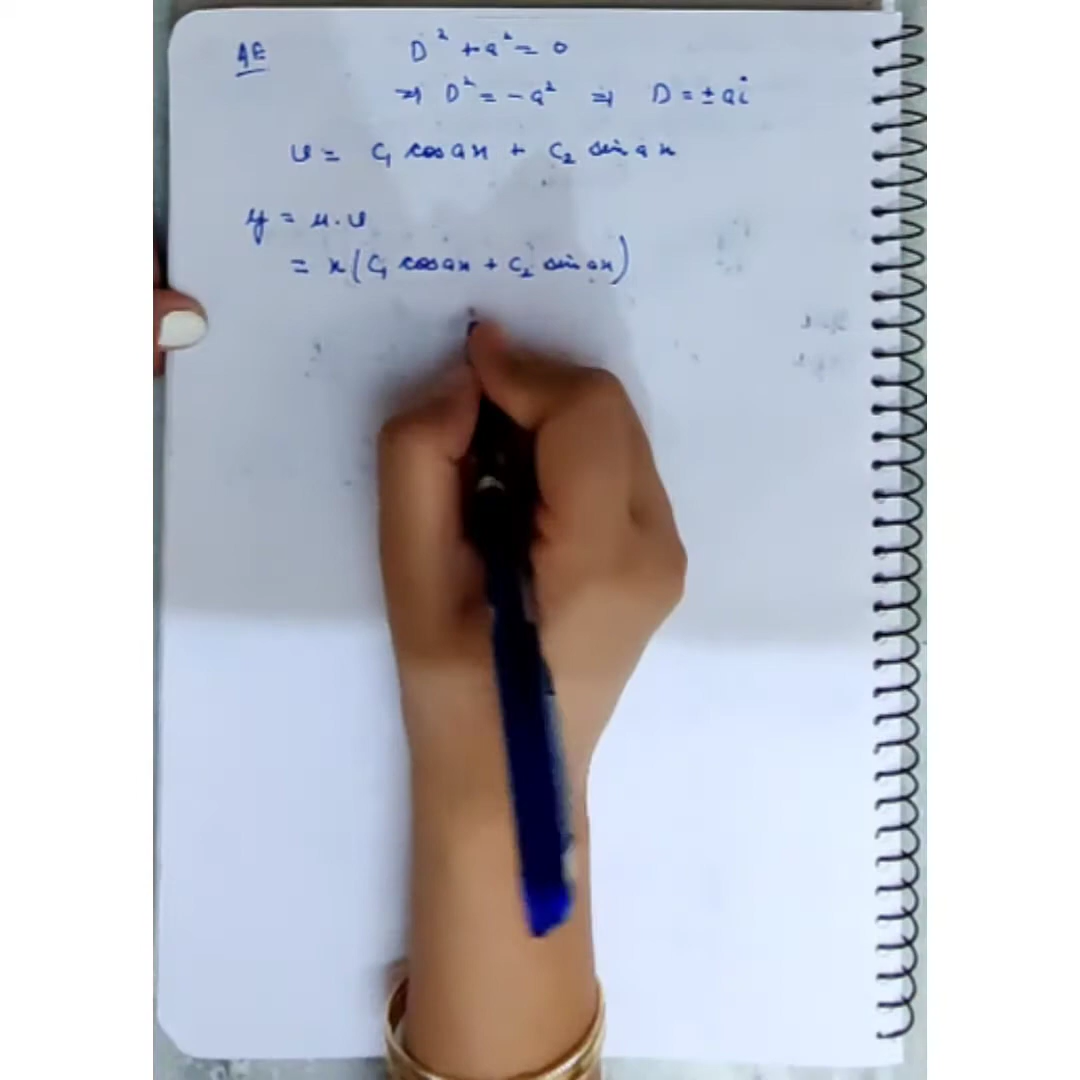 AE D² + a² = 0
⇒ D² = -a² ⇒ D = ± ai
v = C₁ cos ax + C₂ sin ax
y = u.v
= x(C₁ cos ax + C₂ sin ax)